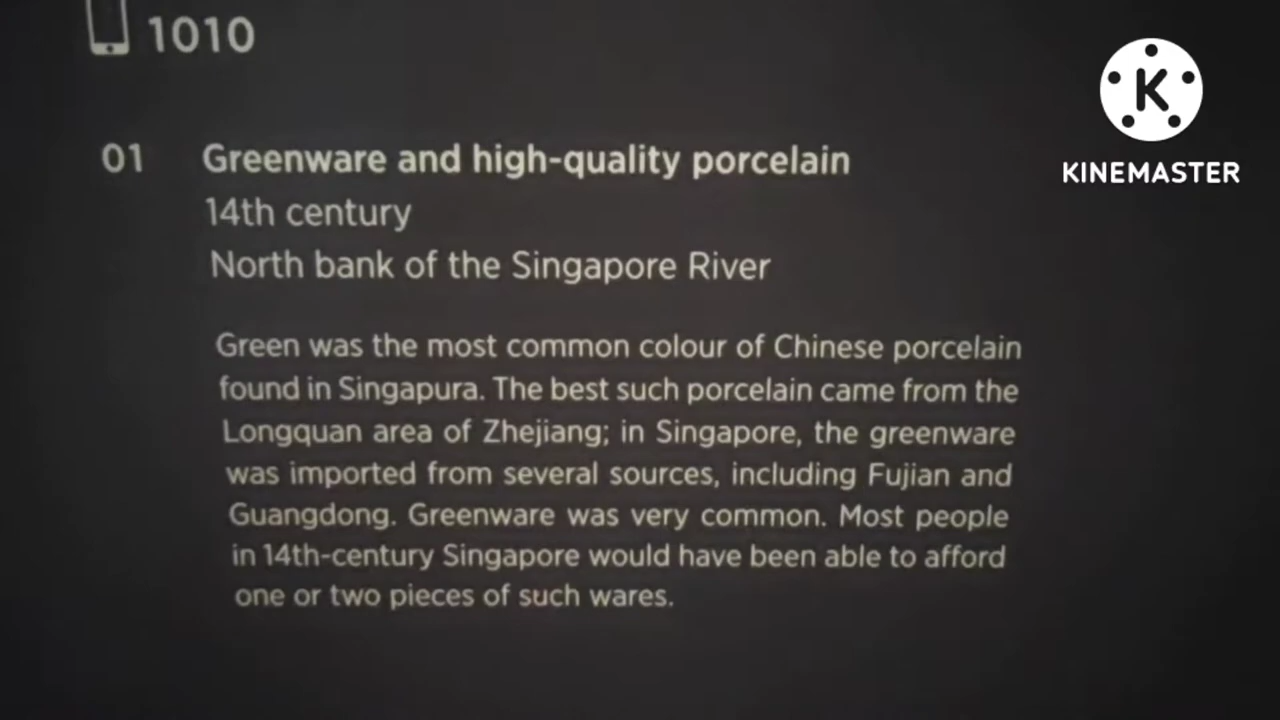 1010
K
KINEMASTER
01 Greenware and high-quality porcelain
14th century
North bank of the Singapore River
Green was the most common colour of Chinese porcelain
found in Singapura. The best such porcelain came from the
Longquan area of Zhejiang; in Singapore, the greenware
was imported from several sources, including Fujian and
Guangdong. Greenware was very common. Most people
in 14th-century Singapore would have been able to afford
one or two pieces of such wares.